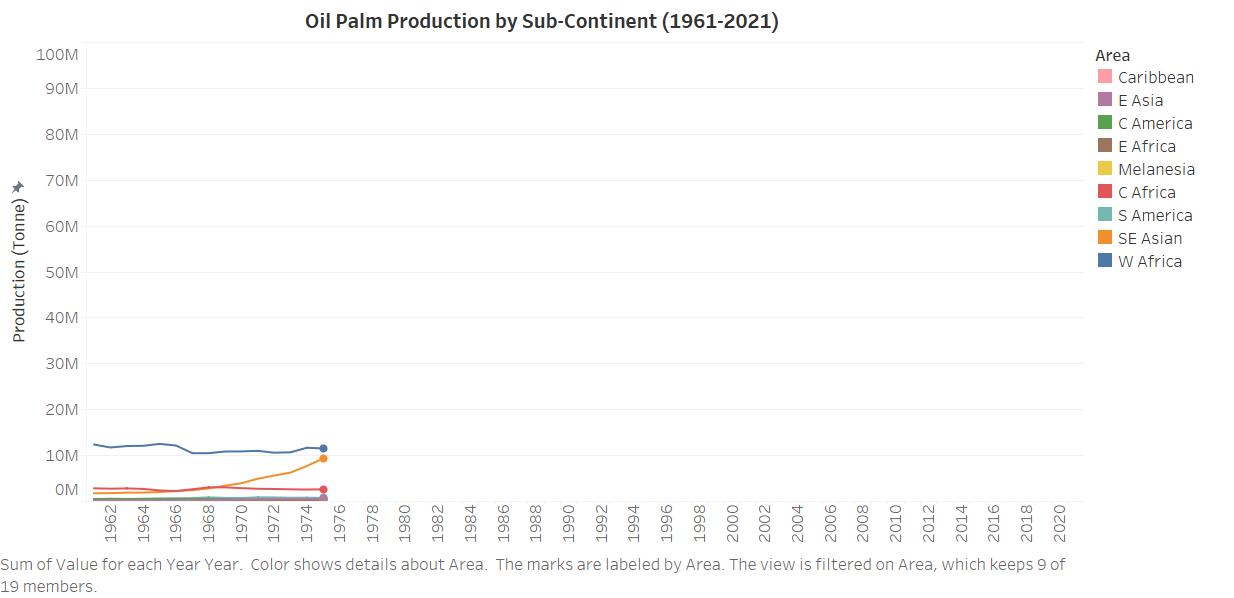 Oil Palm Production by Sub-Continent (1961-2021)
100M
90M
80M
70M
60M
50M
40M
30M
20M
10M
0M
Production (Tonne)
1962 1964 1966 1968 1970 1972 1974 1976 1978 1980 1982 1984 1986 1988 1990 1992 1994 1996 1998 2000 2002 2004 2006 2008 2010 2012 2014 2016 2018 2020
Area
Caribbean
E Asia
C America
E Africa
Melanesia
C Africa
S America
SE Asian
W Africa
Sum of Value for each Year Year.  Color shows details about Area.  The marks are labeled by Area. The view is filtered on Area, which keeps 9 of
19 members.